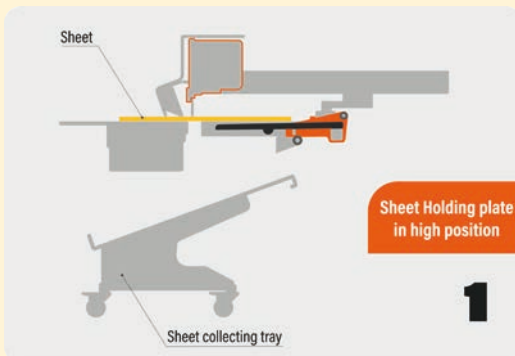 Sheet
Sheet Holding plate
in high position
1
Sheet collecting tray